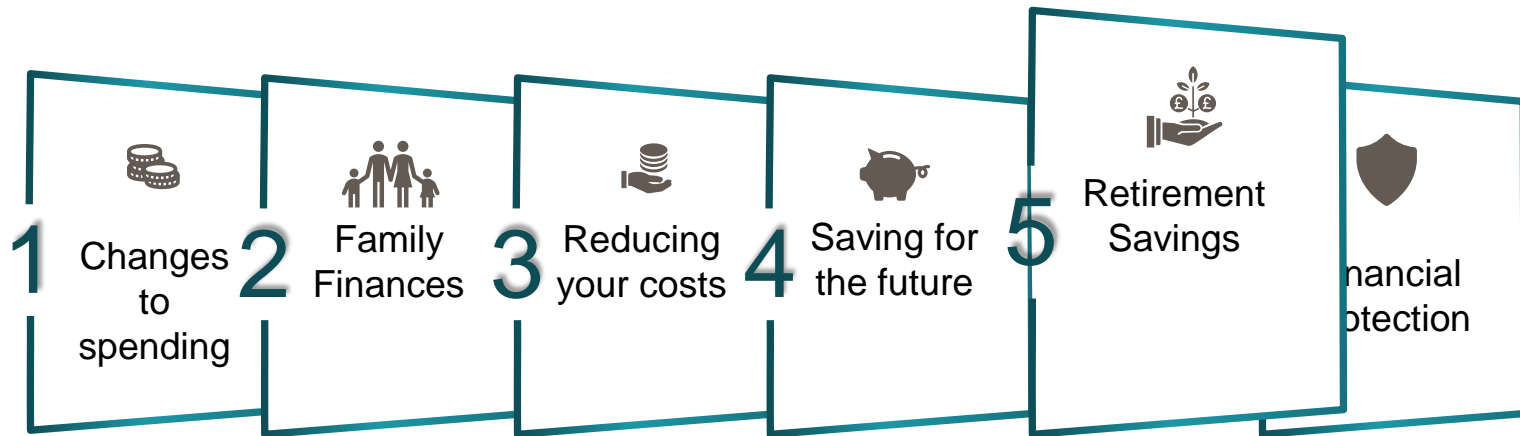 1
Changes
to
spending
2
Family
Finances
3
Reducing
your costs
4
Saving for
the future
5
£ £
Retirement
Savings
nancial
otection